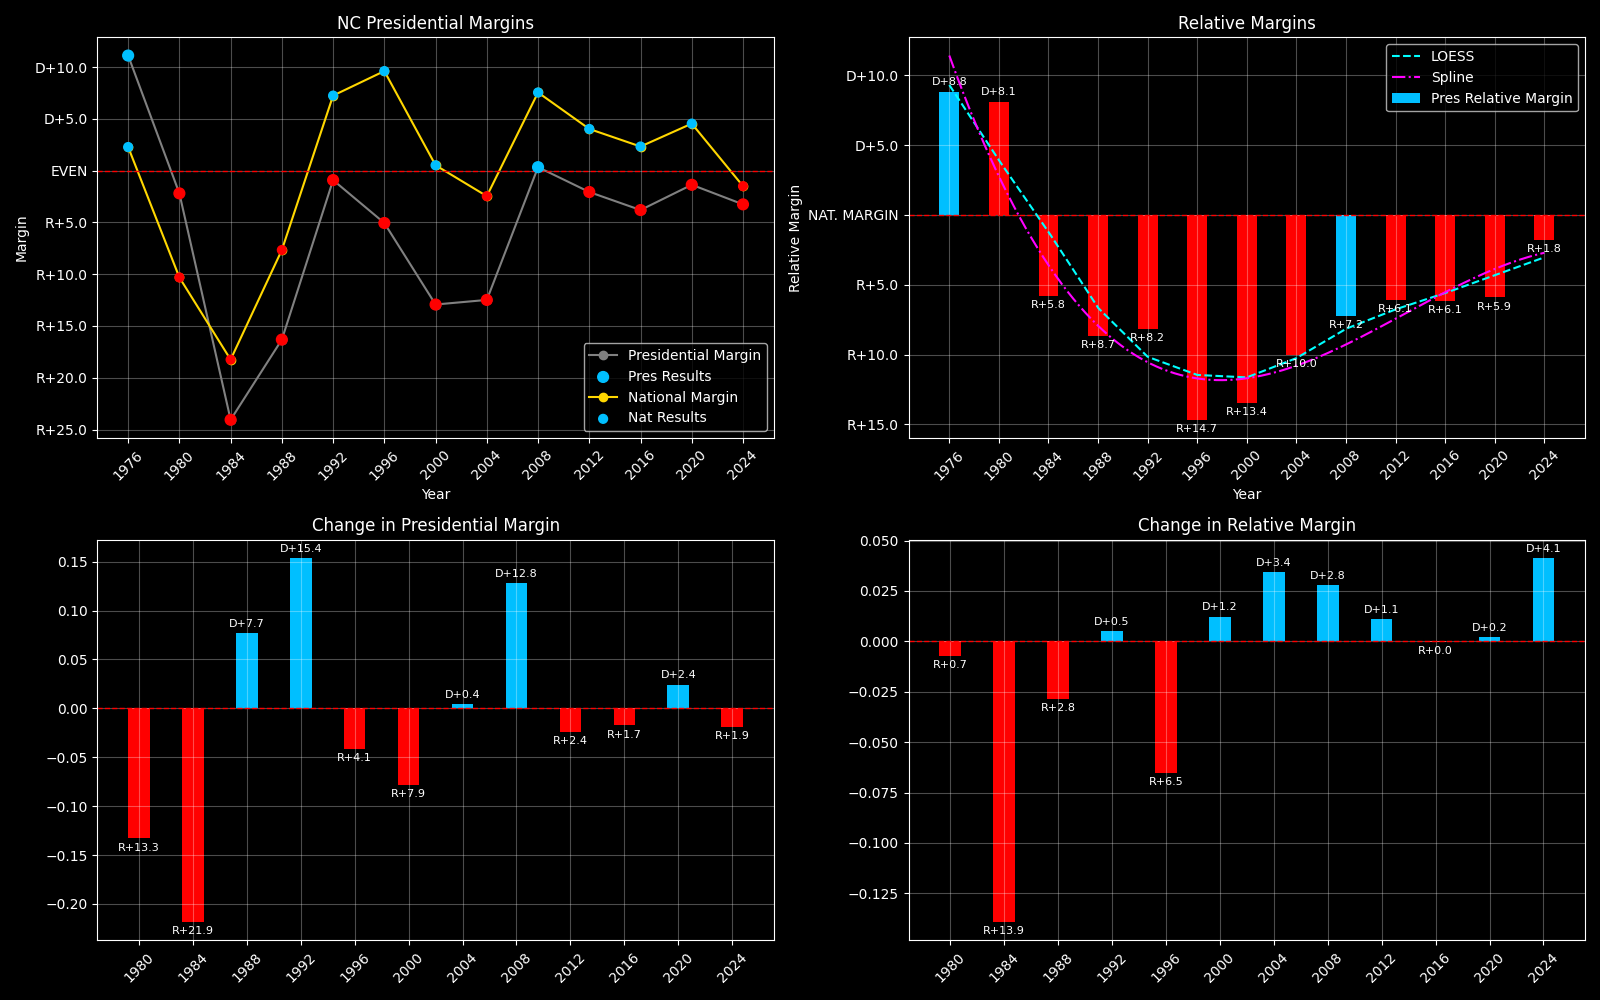 NC Presidential Margins
D+10.0
D+5.0
EVEN
R+5.0
R+10.0
R+15.0
R+20.0
R+25.0
Margin
Presidential Margin
Pres Results
National Margin
Nat Results
1976 1980 1984 1988 1992 1996 2000 2004 2008 2012 2016 2020 2024
Year
Relative Margins
D+10.0
D+5.0
NAT. MARGIN
R+5.0
R+10.0
R+15.0
Relative Margin
LOESS
Spline
Pres Relative Margin
D+8.8
D+8.1
R+5.8
R+8.7
R+8.2
R+14.7
R+13.4
R+10.0
R+7.2
R+6.1
R+6.1
R+5.9
R+1.8
1976 1980 1984 1988 1992 1996 2000 2004 2008 2012 2016 2020 2024
Year
Change in Presidential Margin
0.15
0.10
0.05
0.00
−0.05
−0.10
−0.15
−0.20
R+13.3
R+21.9
D+7.7
D+15.4
R+4.1
R+7.9
D+0.4
D+12.8
R+2.4
R+1.7
D+2.4
R+1.9
1980 1984 1988 1992 1996 2000 2004 2008 2012 2016 2020 2024
Change in Relative Margin
0.050
0.025
0.000
−0.025
−0.050
−0.075
−0.100
−0.125
R+0.7
R+13.9
R+2.8
D+0.5
R+6.5
D+1.2
D+3.4
D+2.8
D+1.1
R+0.0
D+0.2
D+4.1
1980 1984 1988 1992 1996 2000 2004 2008 2012 2016 2020 2024